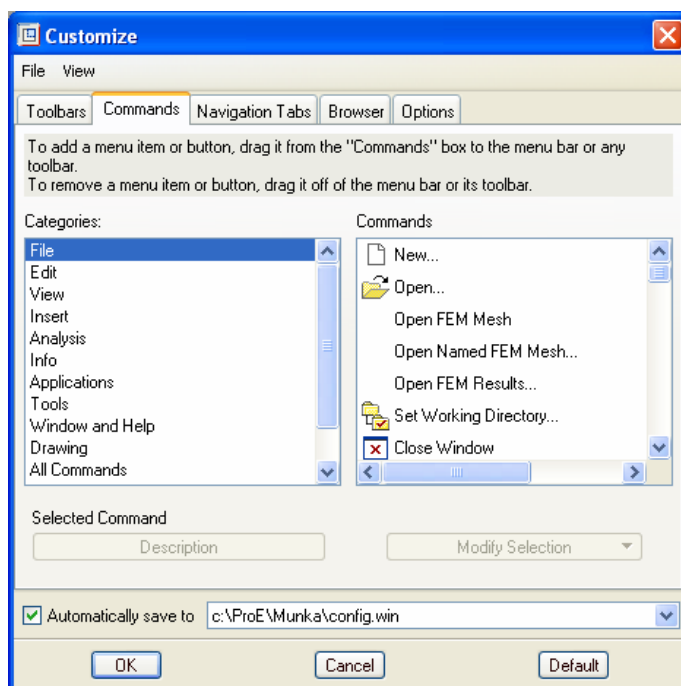 Customize
File View
Toolbars Commands Navigation Tabs Browser Options
To add a menu item or button, drag it from the "Commands" box to the menu bar or any
toolbar.
To remove a menu item or button, drag it off of the menu bar or its toolbar.
Categories:
File
Edit
View
Insert
Analysis
Info
Applications
Tools
Window and Help
Drawing
All Commands
Commands
New...
Open...
Open FEM Mesh
Open Named FEM Mesh...
Open FEM Results...
Set Working Directory...
Close Window
Selected Command
Description Modify Selection
Automatically save to c:\ProE\Munka\config.win
OK Cancel Default